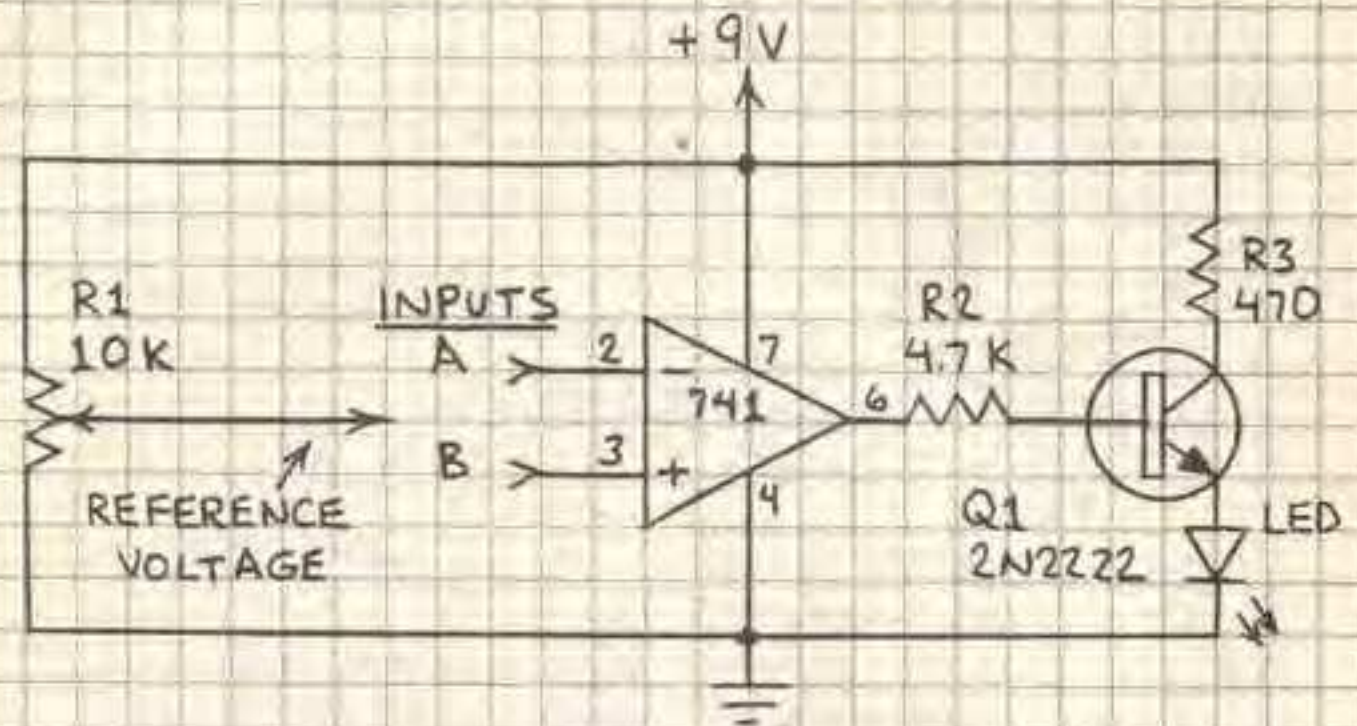 +9V
R1
10K
INPUTS
A
B
2
3
-
+
741
7
4
6
R2
4.7K
R3
470
REFERENCE
VOLTAGE
Q1
2N2222
LED